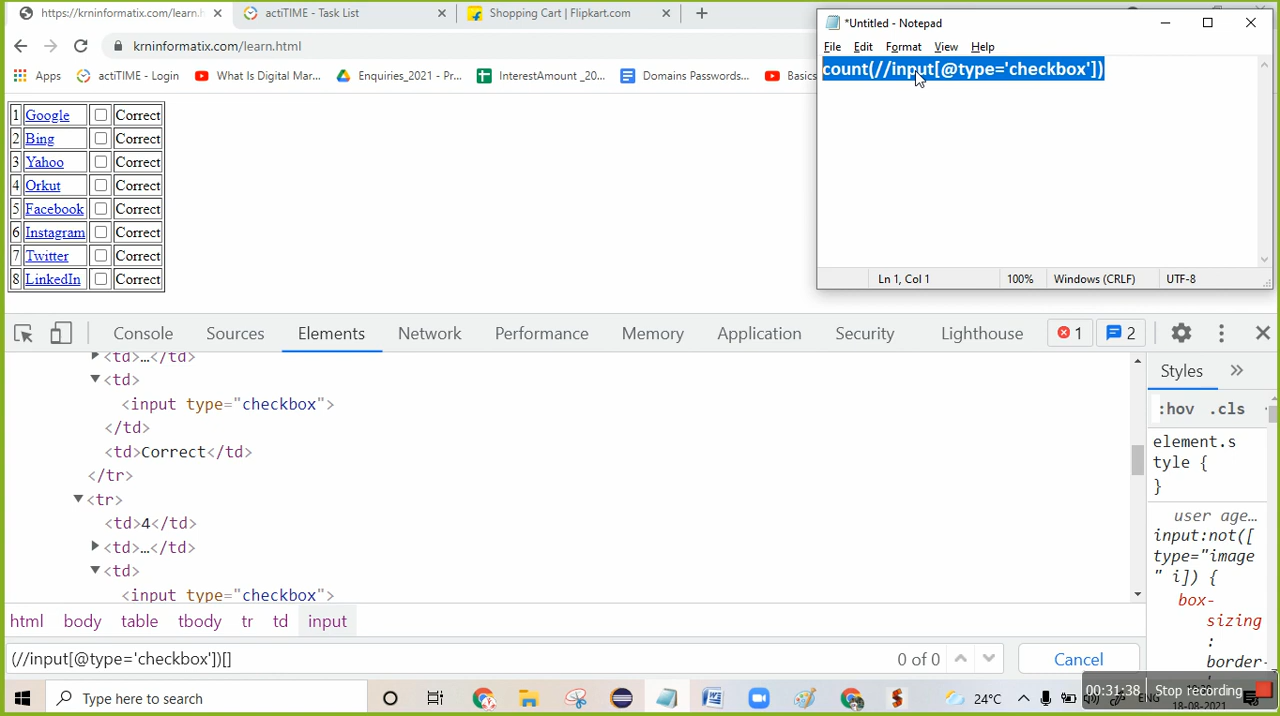 https://krninformatix.com/learn.h
actiTIME - Task List
Shopping Cart | Flipkart.com
krninformatix.com/learn.html
Apps
actiTIME - Login
What Is Digital Mar...
Enquiries_2021 - Pr...
InterestAmount _20...
Domains Passwords...
Basics
*Untitled - Notepad
File Edit Format View Help
count(//input[@type='checkbox'])
Ln 1, Col 1 100% Windows (CRLF) UTF-8
1 Google Correct
2 Bing Correct
3 Yahoo Correct
4 Orkut Correct
5 Facebook Correct
6 Instagram Correct
7 Twitter Correct
8 LinkedIn Correct
Console Sources Elements Network Performance Memory Application Security Lighthouse 1 2
<td>…</td>
<td>
<input type="checkbox">
</td>
<td>Correct</td>
</tr>
<tr>
<td>4</td>
<td>…</td>
<td>
<input type="checkbox">
Styles
:hov .cls
element.s
tyle {
}
user age…
input:not([
type="image
" i]) {
box-
sizing
:
border-
html body table tbody tr td input
(//input[@type='checkbox'])[]
0 of 0
Cancel
Type here to search
24°C
ENG
18-08-2021
00:31:38 Stop recording